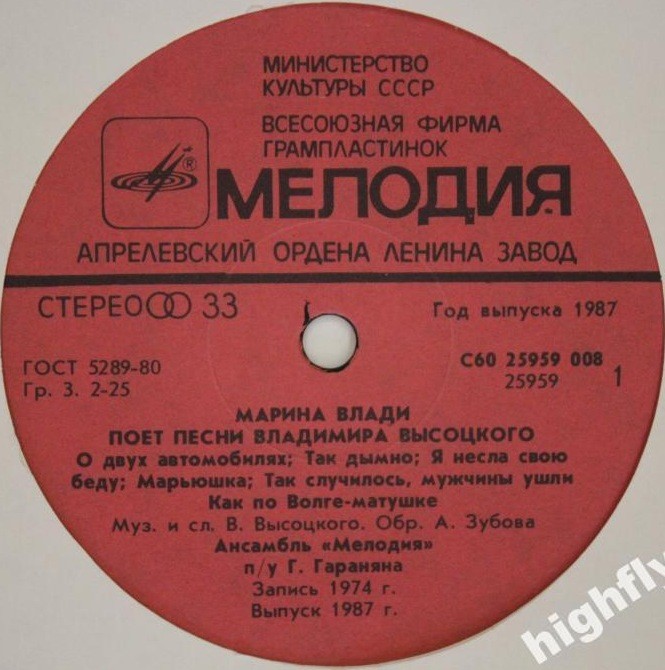 МИНИСТЕРСТВО
КУЛЬТУРЫ СССР
ВСЕСОЮЗНАЯ ФИРМА
ГРАМПЛАСТИНОК
®
МЕЛОДИЯ
АПРЕЛЕВСКИЙ ОРДЕНА ЛЕНИНА ЗАВОД
СТЕРЕО 33
Год выпуска 1987
ГОСТ 5289-80
Гр. 3. 2-25
С60 25959 008
25959
1
МАРИНА ВЛАДИ
ПОЕТ ПЕСНИ ВЛАДИМИРА ВЫСОЦКОГО
О двух автомобилях; Так дымно; Я несла свою
беду; Марьюшка; Так случилось, мужчины ушли
Как по Волге-матушке
Муз. и сл. В. Высоцкого. Обр. А. Зубова
Ансамбль «Мелодия»
п/у Г. Гараняна
Запись 1974 г.
Выпуск 1987 г.
highfly